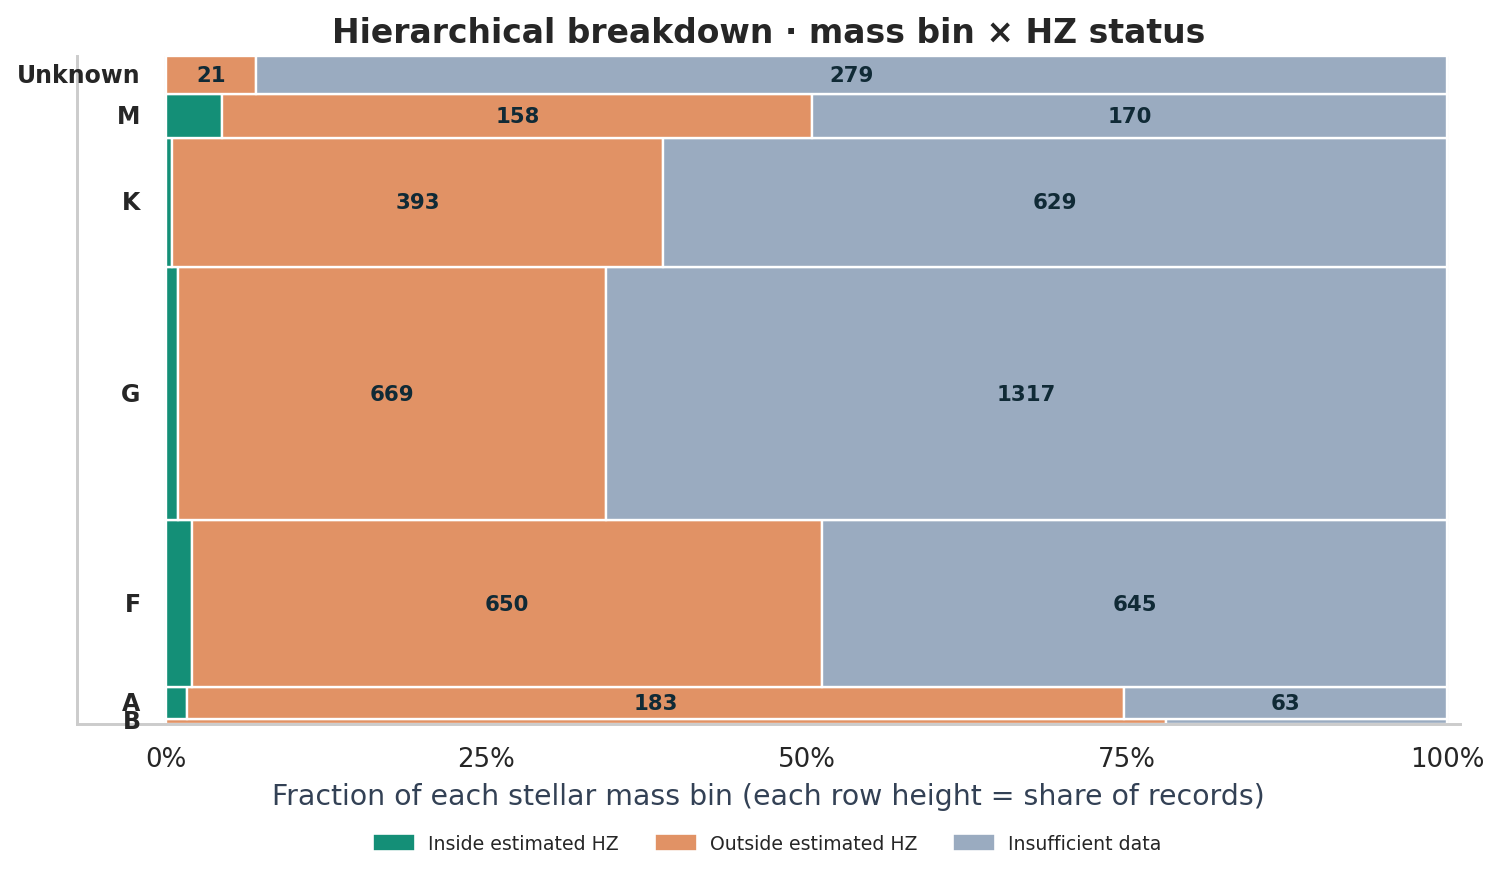 Hierarchical breakdown · mass bin × HZ status
Unknown 21 279
M 158 170
K 393 629
G 669 1317
F 650 645
A 183 63
B
0% 25% 50% 75% 100%
Fraction of each stellar mass bin (each row height = share of records)
Inside estimated HZ Outside estimated HZ Insufficient data